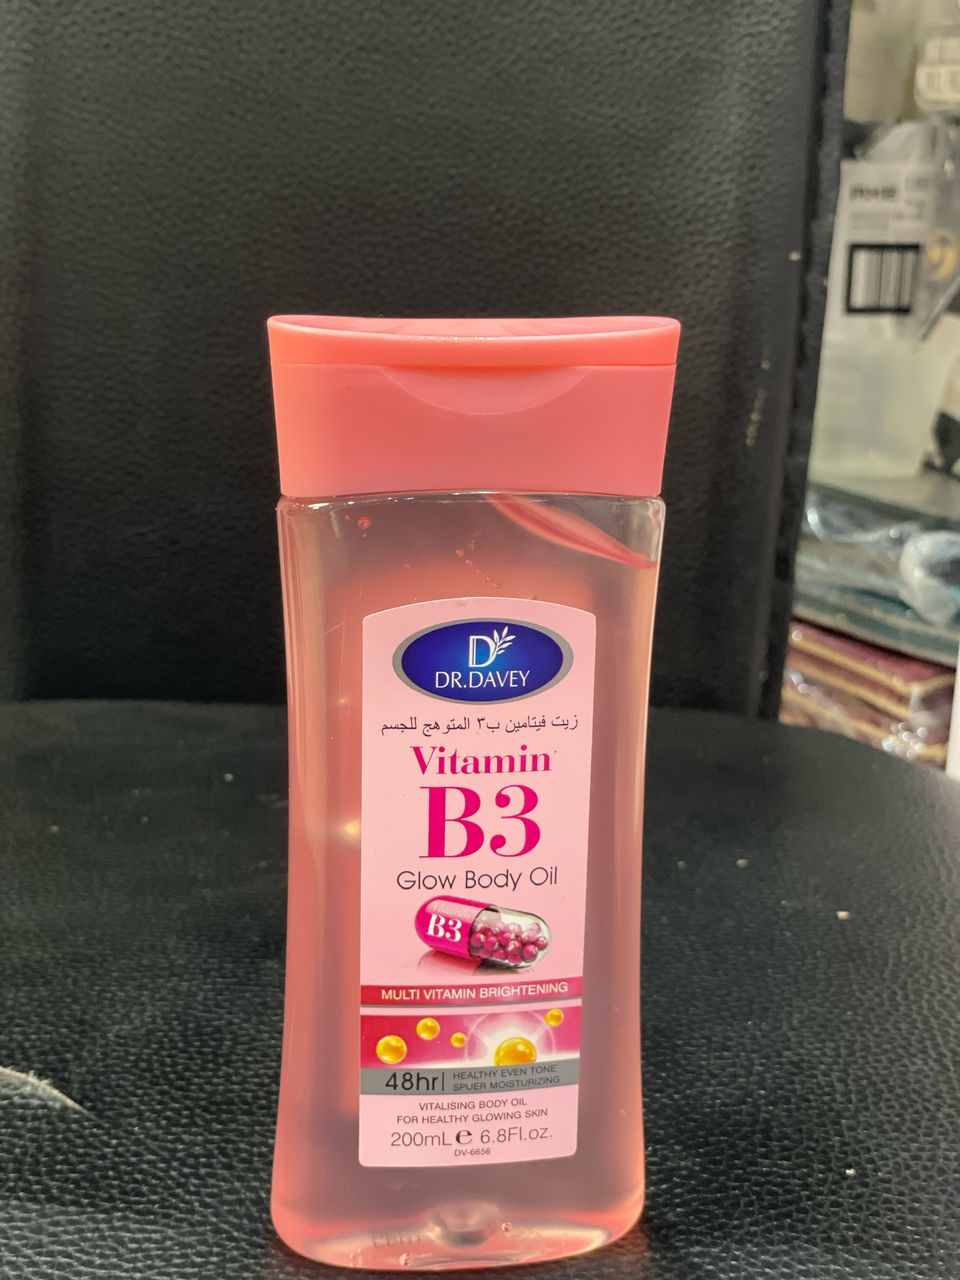 DR.DAVEY
زيت فيتامين ب٣ المتوهج للجسم
Vitamin
B3
Glow Body Oil
Vitamin
B3
MULTI VITAMIN BRIGHTENING
48hr
HEALTHY EVEN TONE
SPUER MOISTURIZING
VITALISING BODY OIL
FOR HEALTHY GLOWING SKIN
200mL e 6.8Fl.oz.
DV-6656